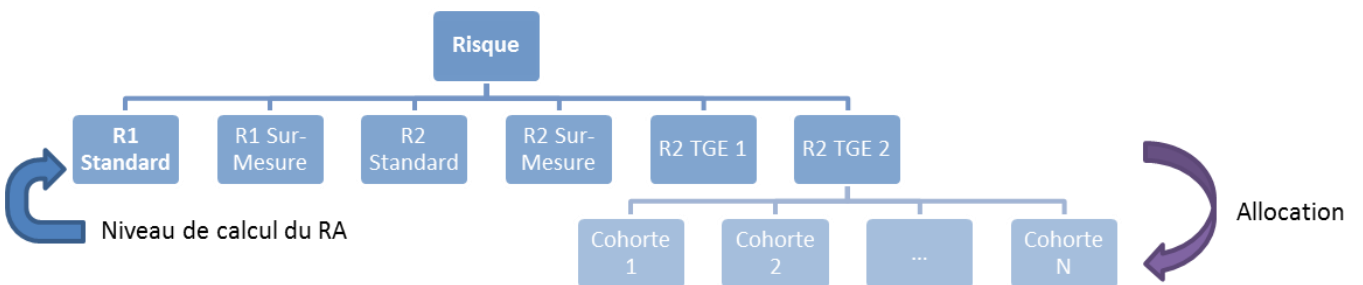 Risque
R1
Standard
R1 Sur-
Mesure
R2
Standard
R2 Sur-
Mesure
R2 TGE 1
R2 TGE 2
Niveau de calcul du RA
Allocation
Cohorte
1
Cohorte
2
...
Cohorte
N